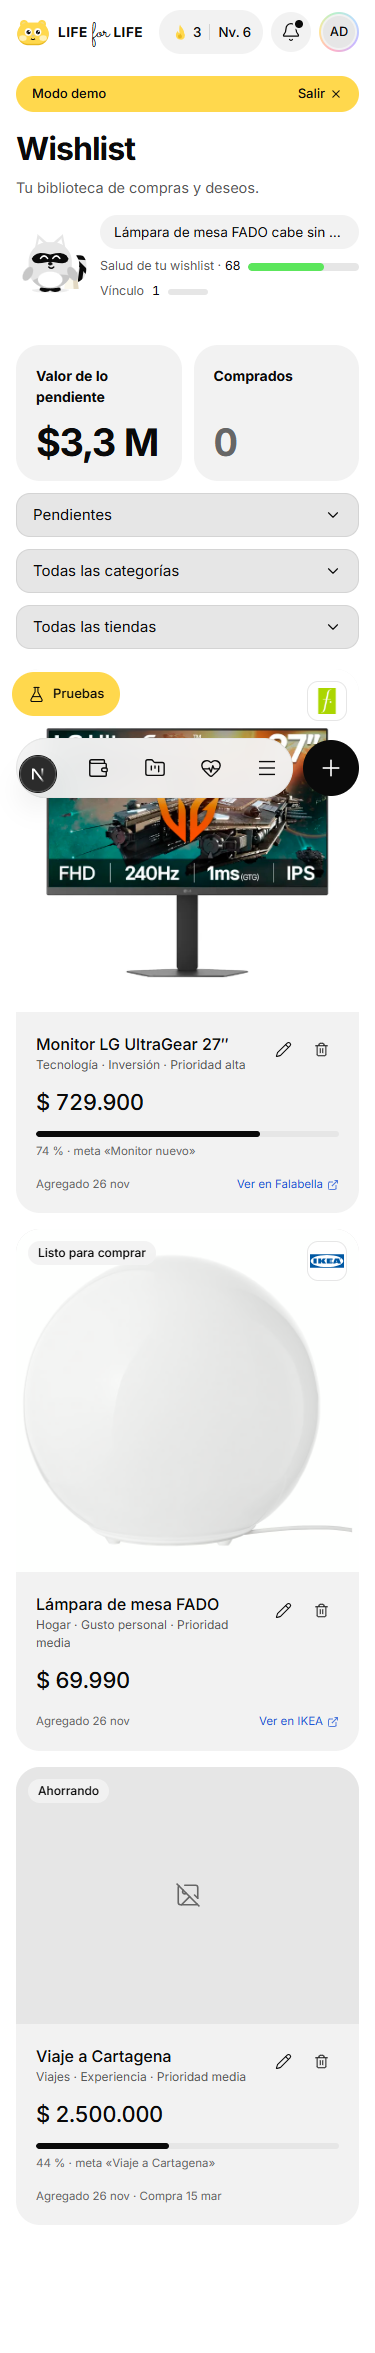 LIFE for LIFE
3
Nv. 6
AD
Modo demo
Salir
Wishlist
Tu biblioteca de compras y deseos.
Lámpara de mesa FADO cabe sin ...
Salud de tu wishlist · 68
Vínculo 1
Valor de lo
pendiente
$3,3 M
Comprados
0
Pendientes
Todas las categorías
Todas las tiendas
Pruebas
N
FHD
240Hz
1ms (GTG)
IPS
Monitor LG UltraGear 27″
Tecnología · Inversión · Prioridad alta
$ 729.900
74 % · meta «Monitor nuevo»
Agregado 26 nov
Ver en Falabella
Listo para comprar
IKEA
Lámpara de mesa FADO
Hogar · Gusto personal · Prioridad
media
$ 69.990
Agregado 26 nov
Ver en IKEA
Ahorrando
Viaje a Cartagena
Viajes · Experiencia · Prioridad media
$ 2.500.000
44 % · meta «Viaje a Cartagena»
Agregado 26 nov · Compra 15 mar